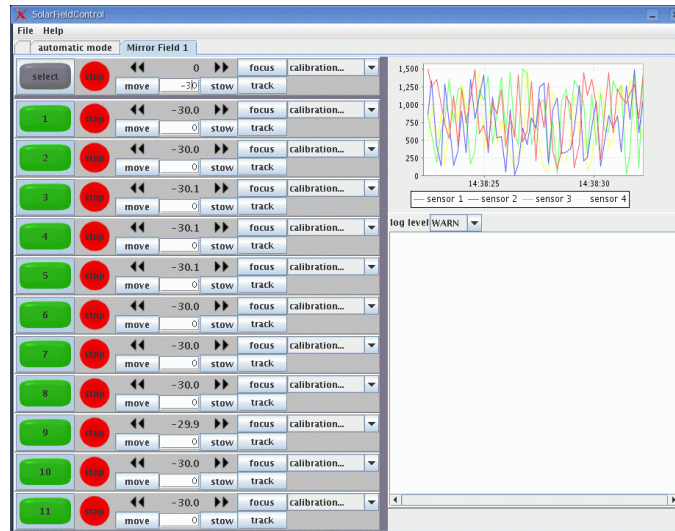 SolarFieldControl
File Help
automatic mode Mirror Field 1
select stop 0 focus calibration...
move -30 stow track
1 stop -30.0 focus calibration...
move 0 stow track
2 stop -30.0 focus calibration...
move 0 stow track
3 stop -30.1 focus calibration...
move 0 stow track
4 stop -30.1 focus calibration...
move 0 stow track
5 stop -30.1 focus calibration...
move 0 stow track
6 stop -30.0 focus calibration...
move 0 stow track
7 stop -30.0 focus calibration...
move 0 stow track
8 stop -30.0 focus calibration...
move 0 stow track
9 stop -29.9 focus calibration...
move 0 stow track
10 stop -30.0 focus calibration...
move 0 stow track
11 stop -30.0 focus calibration...
move 0 stow track
1,500
1,250
1,000
750
500
250
0
14:38:25 14:38:30
sensor 1 sensor 2 sensor 3 sensor 4
log level WARN